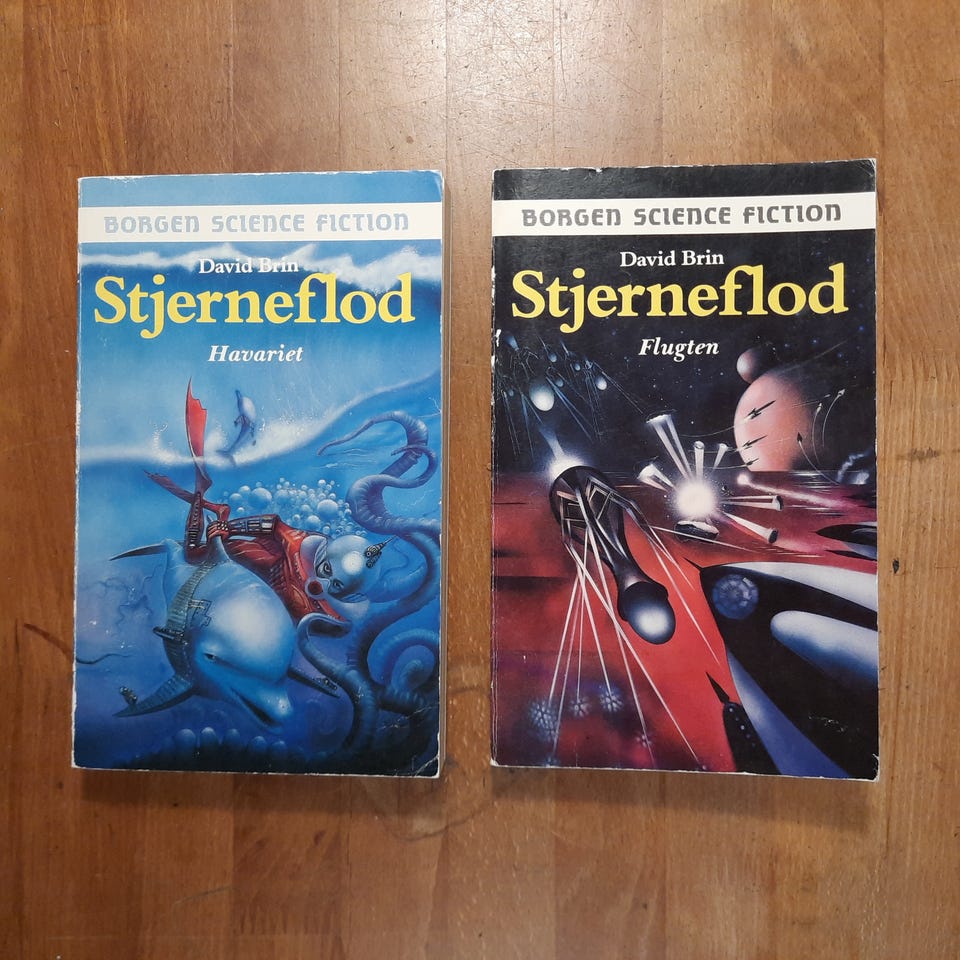 BORGEN SCIENCE FICTION
David Brin
Stjerneflod
Havariet
BORGEN SCIENCE FICTION
David Brin
Stjerneflod
Flugten